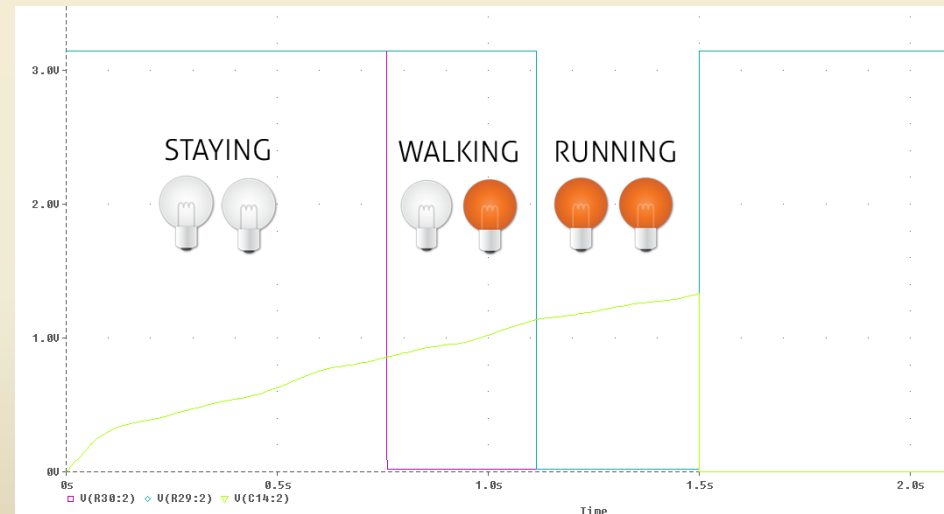 3.0V
STAYING WALKING RUNNING
2.0V
1.0V
0V
0s 0.5s 1.0s 1.5s 2.0s
V(R30:2) V(R29:2) V(C14:2)
Time